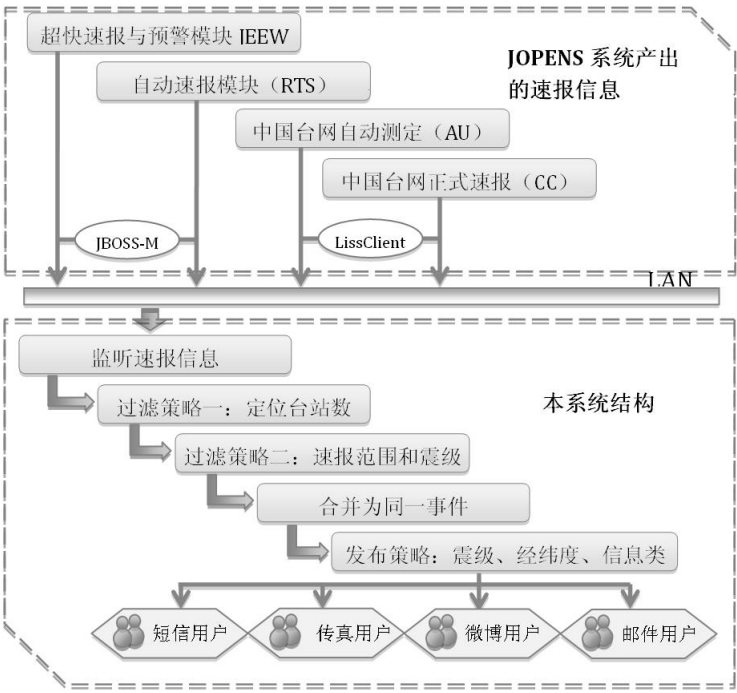 超快速报与预警模块 JEEW
JOPENS 系统产出
的速报信息
自动速报模块（RTS）
中国台网自动测定（AU）
中国台网正式速报（CC）
JBOSS-M
LissClient
LAN
监听速报信息
本系统结构
过滤策略一：定位台站数
过滤策略二：速报范围和震级
合并为同一事件
发布策略：震级、经纬度、信息类
短信用户
传真用户
微博用户
邮件用户